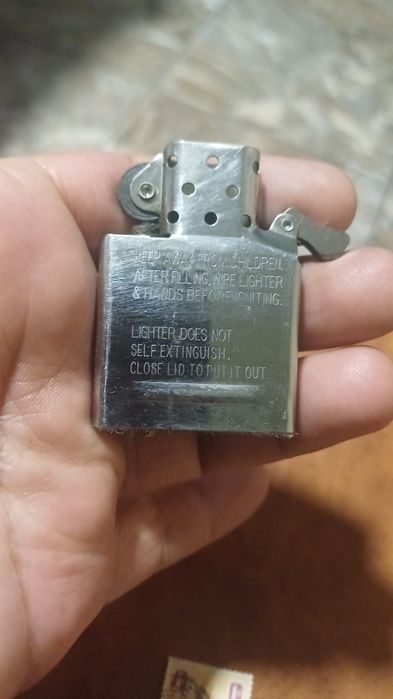 KEEP AWAY FROM CHILDREN.
AFTER FILLING, WIPE LIGHTER
& HANDS BEFORE IGNITING.
LIGHTER DOES NOT
SELF EXTINGUISH.
CLOSE LID TO PUT IT OUT